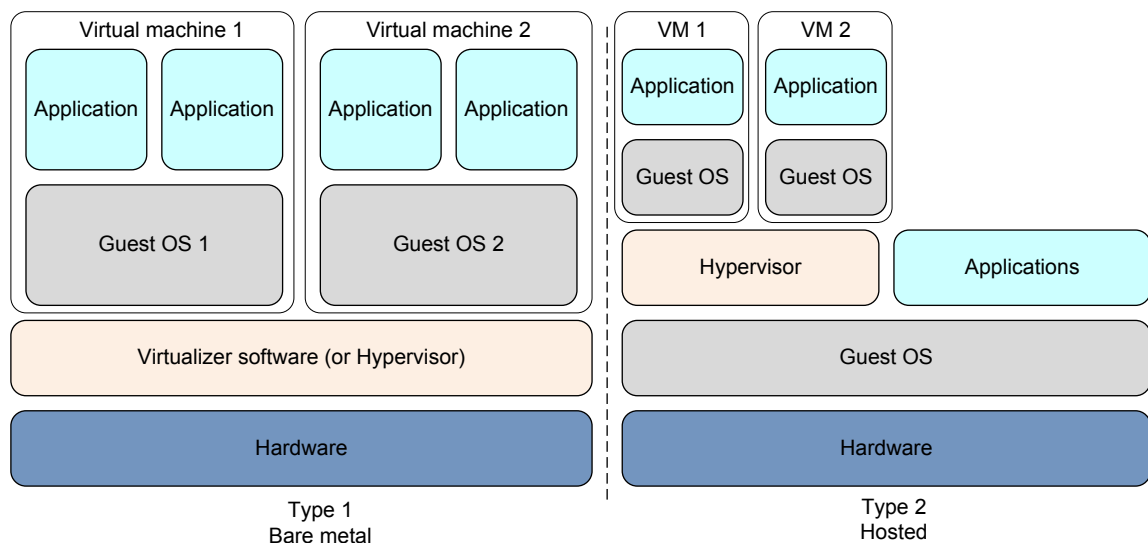 Virtual machine 1
Virtual machine 2
Application
Application
Application
Application
Guest OS 1
Guest OS 2
Virtualizer software (or Hypervisor)
Hardware
Type 1
Bare metal
VM 1
VM 2
Application
Application
Guest OS
Guest OS
Hypervisor
Applications
Guest OS
Hardware
Type 2
Hosted